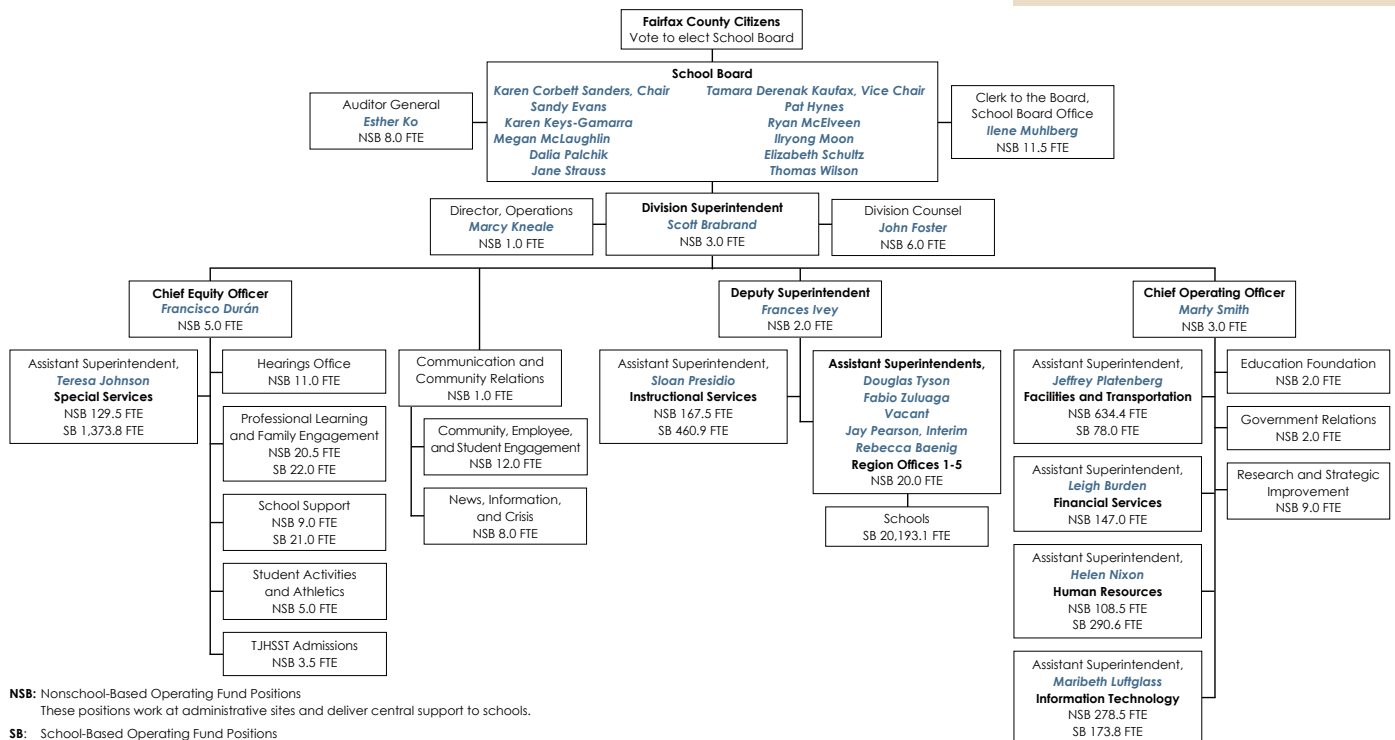 Fairfax County Citizens
Vote to elect School Board
School Board
Karen Corbett Sanders, Chair
Sandy Evans
Karen Keys-Gamarra
Megan McLaughlin
Dalia Palchik
Jane Strauss
Tamara Derenak Kaufax, Vice Chair
Pat Hynes
Ryan McElveen
Ilryong Moon
Elizabeth Schultz
Thomas Wilson
Auditor General
Esther Ko
NSB 8.0 FTE
Clerk to the Board,
School Board Office
Ilene Muhlberg
NSB 11.5 FTE
Director, Operations
Marcy Kneale
NSB 1.0 FTE
Division Superintendent
Scott Brabrand
NSB 3.0 FTE
Division Counsel
John Foster
NSB 6.0 FTE
Chief Equity Officer
Francisco Durán
NSB 5.0 FTE
Deputy Superintendent
Frances Ivey
NSB 2.0 FTE
Chief Operating Officer
Marty Smith
NSB 3.0 FTE
Assistant Superintendent,
Teresa Johnson
Special Services
NSB 129.5 FTE
SB 1,373.8 FTE
Hearings Office
NSB 11.0 FTE
Professional Learning
and Family Engagement
NSB 20.5 FTE
SB 22.0 FTE
School Support
NSB 9.0 FTE
SB 21.0 FTE
Student Activities
and Athletics
NSB 5.0 FTE
TJHSST Admissions
NSB 3.5 FTE
Communication and
Community Relations
NSB 1.0 FTE
Community, Employee,
and Student Engagement
NSB 12.0 FTE
News, Information,
and Crisis
NSB 8.0 FTE
Assistant Superintendent,
Sloan Presidio
Instructional Services
NSB 167.5 FTE
SB 460.9 FTE
Assistant Superintendents,
Douglas Tyson
Fabio Zuluaga
Vacant
Jay Pearson, Interim
Rebecca Baenig
Region Offices 1-5
NSB 20.0 FTE
Schools
SB 20,193.1 FTE
Assistant Superintendent,
Jeffrey Platenberg
Facilities and Transportation
NSB 634.4 FTE
SB 78.0 FTE
Assistant Superintendent,
Leigh Burden
Financial Services
NSB 147.0 FTE
Assistant Superintendent,
Helen Nixon
Human Resources
NSB 108.5 FTE
SB 290.6 FTE
Assistant Superintendent,
Maribeth Luftglass
Information Technology
NSB 278.5 FTE
SB 173.8 FTE
Education Foundation
NSB 2.0 FTE
Government Relations
NSB 2.0 FTE
Research and Strategic
Improvement
NSB 9.0 FTE
NSB: Nonschool-Based Operating Fund Positions
These positions work at administrative sites and deliver central support to schools.
SB: School-Based Operating Fund Positions